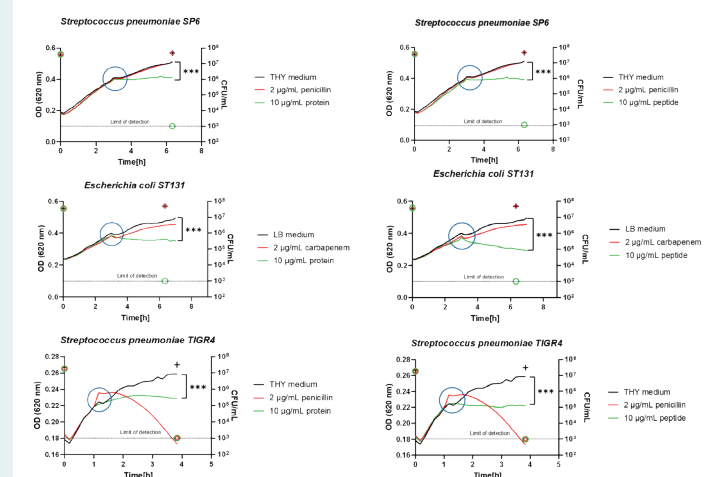 Streptococcus pneumoniae SP6
OD (620 nm)
0.6
0.4
0.2
0.0
0
2
4
6
8
Time[h]
Limit of detection
***
10⁸
10⁷
10⁶
10⁵
10⁴
10³
10²
CFU/mL
THY medium
2 µg/mL penicillin
10 µg/mL protein
Streptococcus pneumoniae SP6
OD (620 nm)
0.6
0.4
0.2
0.0
0
2
4
6
8
Time[h]
Limit of detection
***
10⁸
10⁷
10⁶
10⁵
10⁴
10³
10²
CFU/mL
THY medium
2 µg/mL penicillin
10 µg/mL peptide
Escherichia coli ST131
OD (620 nm)
0.6
0.4
0.2
0.0
0
2
4
6
8
Time[h]
Limit of detection
***
10⁸
10⁷
10⁶
10⁵
10⁴
10³
10²
CFU/mL
LB medium
2 µg/mL carbapenem
10 µg/mL protein
Escherichia coli ST131
OD (620 nm)
0.6
0.4
0.2
0.0
0
2
4
6
8
Time[h]
Limit of detection
***
10⁸
10⁷
10⁶
10⁵
10⁴
10³
10²
CFU/mL
LB medium
2 µg/mL carbapenem
10 µg/mL peptide
Streptococcus pneumoniae TIGR4
OD (620 nm)
0.28
0.26
0.24
0.22
0.20
0.18
0.16
0
1
2
3
4
5
Time[h]
Limit of detection
***
10⁸
10⁷
10⁶
10⁵
10⁴
10³
10²
CFU/mL
THY medium
2 µg/mL penicillin
10 µg/mL protein
Streptococcus pneumoniae TIGR4
OD (620 nm)
0.28
0.26
0.24
0.22
0.20
0.18
0.16
0
1
2
3
4
5
Time[h]
Limit of detection
***
10⁸
10⁷
10⁶
10⁵
10⁴
10³
10²
CFU/mL
THY medium
2 µg/mL penicillin
10 µg/mL peptide